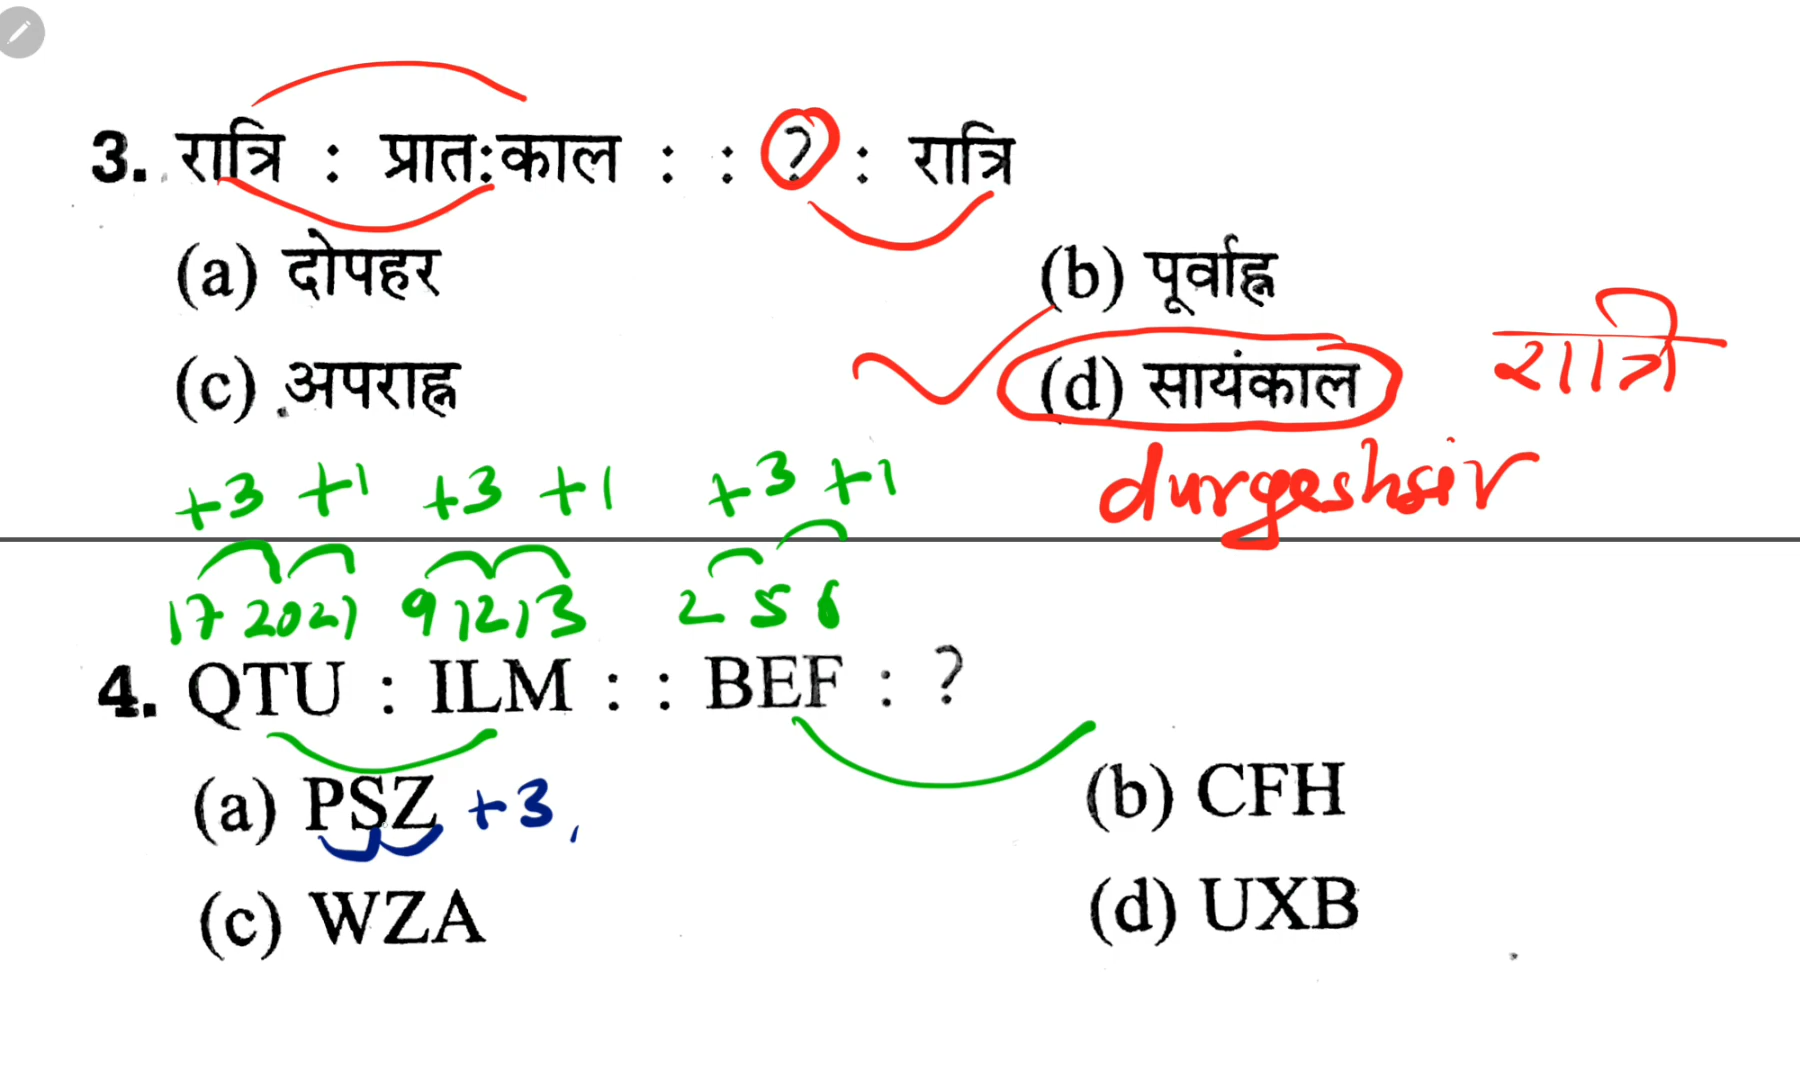 3. रात्रि : प्रात:काल : : ? : रात्रि
(a) दोपहर (b) पूर्वाह्न
(c) अपराह्न (d) सायंकाल रात्रि
durgeshsir
+3 +1 +3 +1 +3 +1
17 20 21 9 12 13 2 5 6
4. QTU : ILM : : BEF : ?
(a) PSZ +3, (b) CFH
(c) WZA (d) UXB